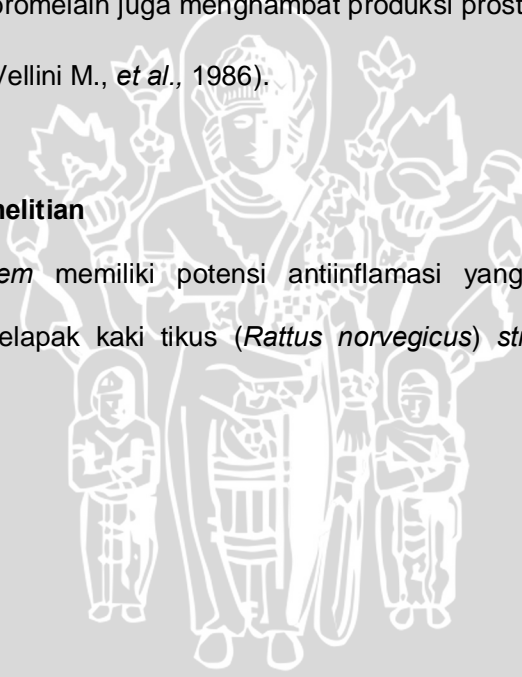 bromelain juga menghambat produksi prost
Vellini M., et al., 1986).
nelitian
em memiliki potensi antiinflamasi yang
elapak kaki tikus (Rattus norvegicus)